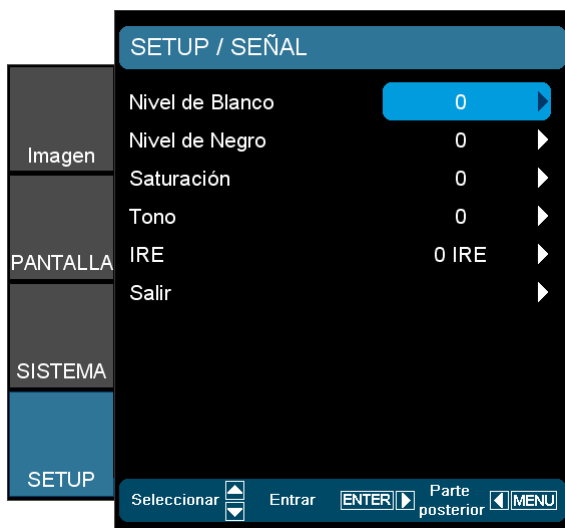 SETUP / SEÑAL
Imagen
PANTALLA
SISTEMA
SETUP
Nivel de Blanco 0
Nivel de Negro 0
Saturación 0
Tono 0
IRE 0 IRE
Salir
Seleccionar Entrar ENTER Parte posterior MENU